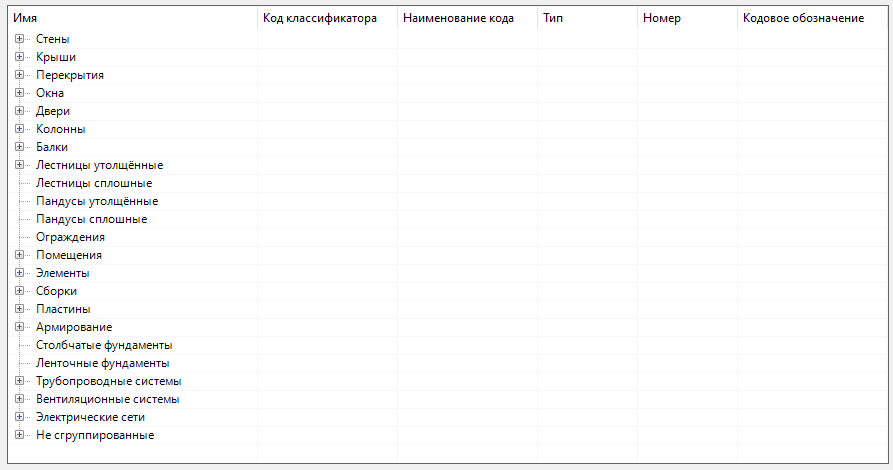 Имя Код классификатора Наименование кода Тип Номер Кодовое обозначение
Стены
Крыши
Перекрытия
Окна
Двери
Колонны
Балки
Лестницы утолщённые
Лестницы сплошные
Пандусы утолщённые
Пандусы сплошные
Ограждения
Помещения
Элементы
Сборки
Пластины
Армирование
Столбчатые фундаменты
Ленточные фундаменты
Трубопроводные системы
Вентиляционные системы
Электрические сети
Не сгруппированные